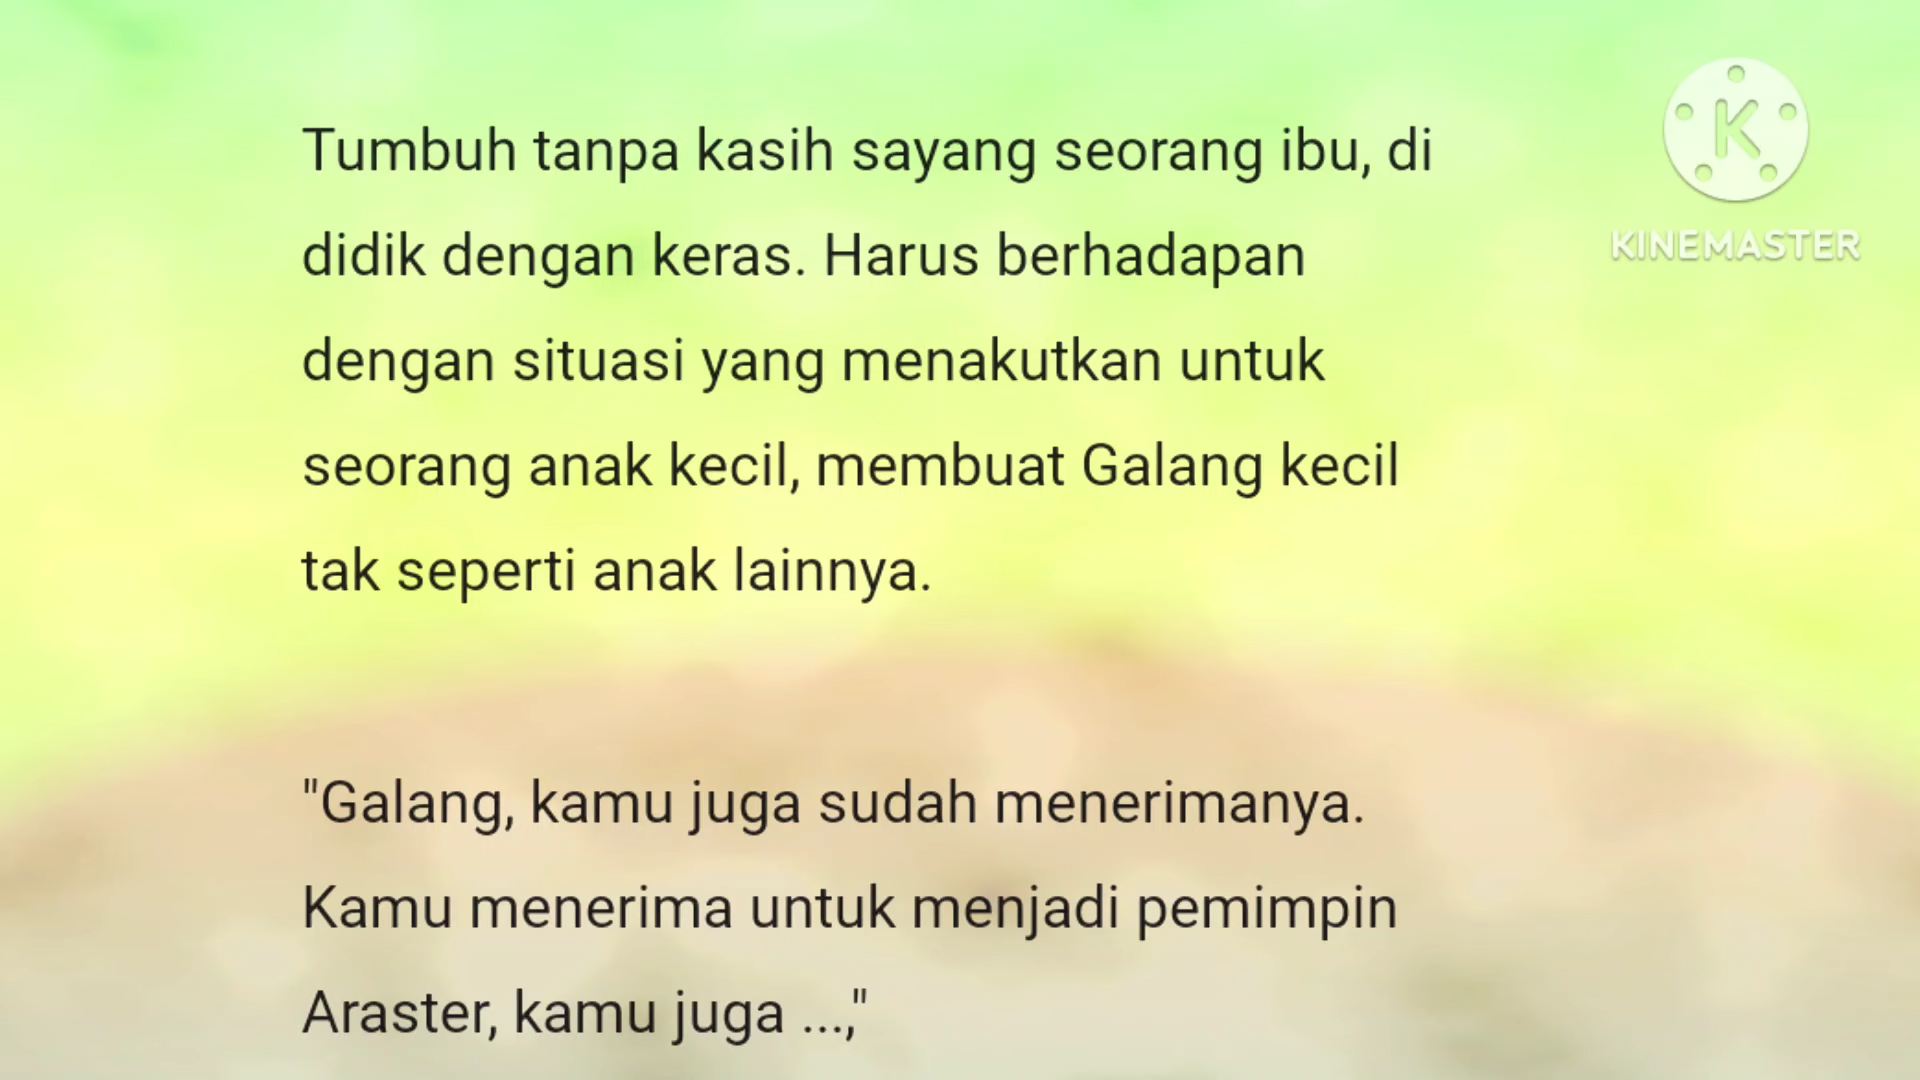 Tumbuh tanpa kasih sayang seorang ibu, di
didik dengan keras. Harus berhadapan
dengan situasi yang menakutkan untuk
seorang anak kecil, membuat Galang kecil
tak seperti anak lainnya.
"Galang, kamu juga sudah menerimanya.
Kamu menerima untuk menjadi pemimpin
Araster, kamu juga ...,"
K
KINEMASTER